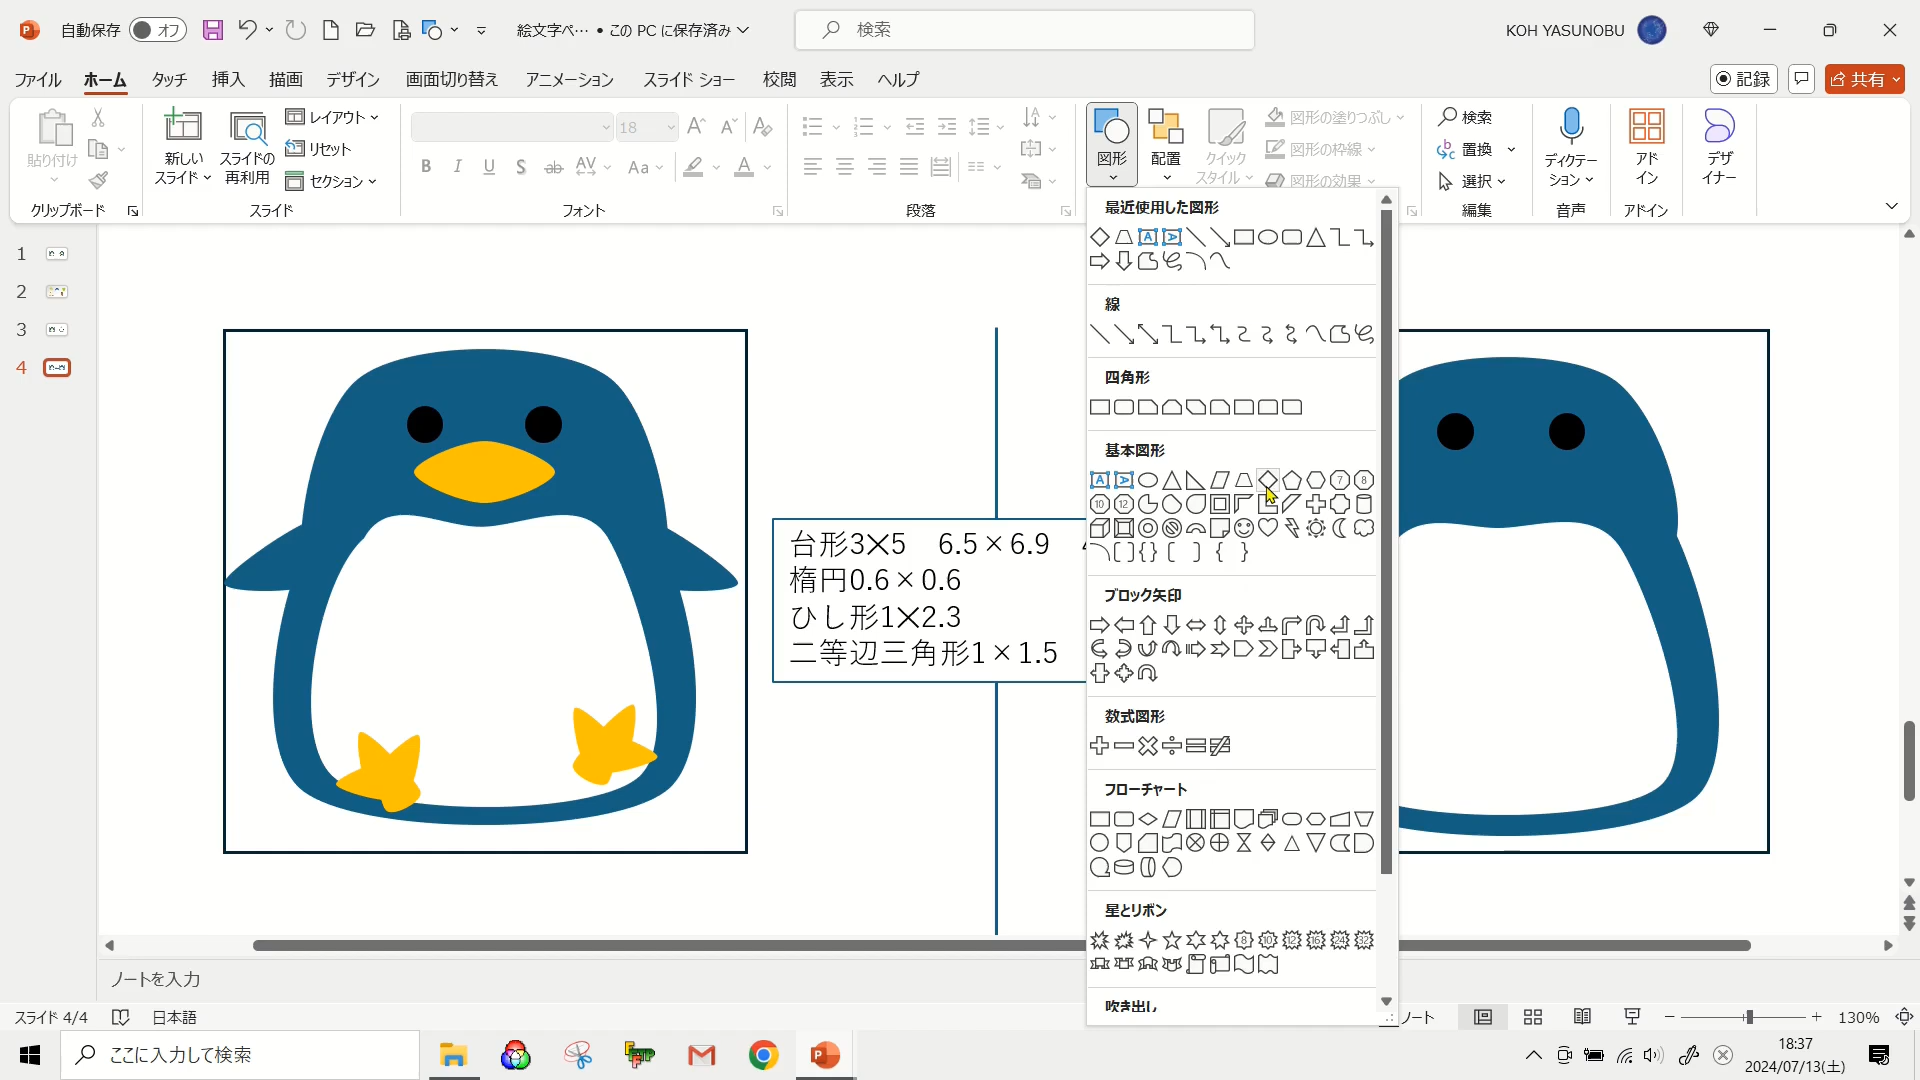 自動保存
オフ
絵文字ペ… • この PC に保存済み
検索
KOH YASUNOBU
ファイル
ホーム
タッチ
挿入
描画
デザイン
画面切り替え
アニメーション
スライド ショー
校閲
表示
ヘルプ
記録
共有
貼り付け
クリップボード
新しい
スライド
スライドの
再利用
レイアウト
リセット
セクション
スライド
18
フォント
段落
図形
配置
クイック
スタイル
図形の塗りつぶし
図形の枠線
図形の効果
検索
置換
選択
編集
ディクテー
ション
音声
アド
イン
アドイン
デザ
イナー
最近使用した図形
線
四角形
基本図形
ブロック矢印
数式図形
フローチャート
星とリボン
吹き出し
1
2
3
4
台形3×5　6.5×6.9
楕円0.6×0.6
ひし形1×2.3
二等辺三角形1×1.5
ノートを入力
スライド 4/4
日本語
ノート
130%
ここに入力して検索
18:37
2024/07/13(土)